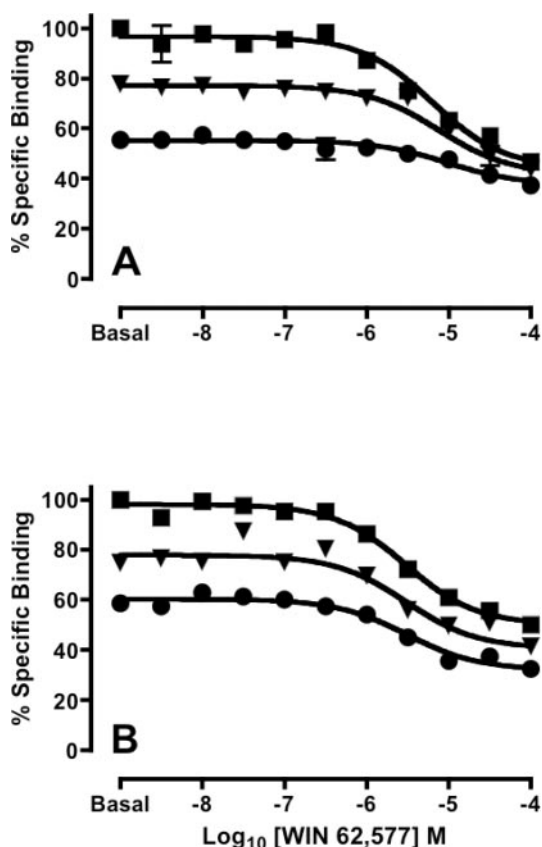 100
80
60
40
20
0
% Specific Binding
A
Basal -8 -7 -6 -5 -4
100
80
60
40
20
0
% Specific Binding
B
Basal -8 -7 -6 -5 -4
Log₁₀ [WIN 62,577] M